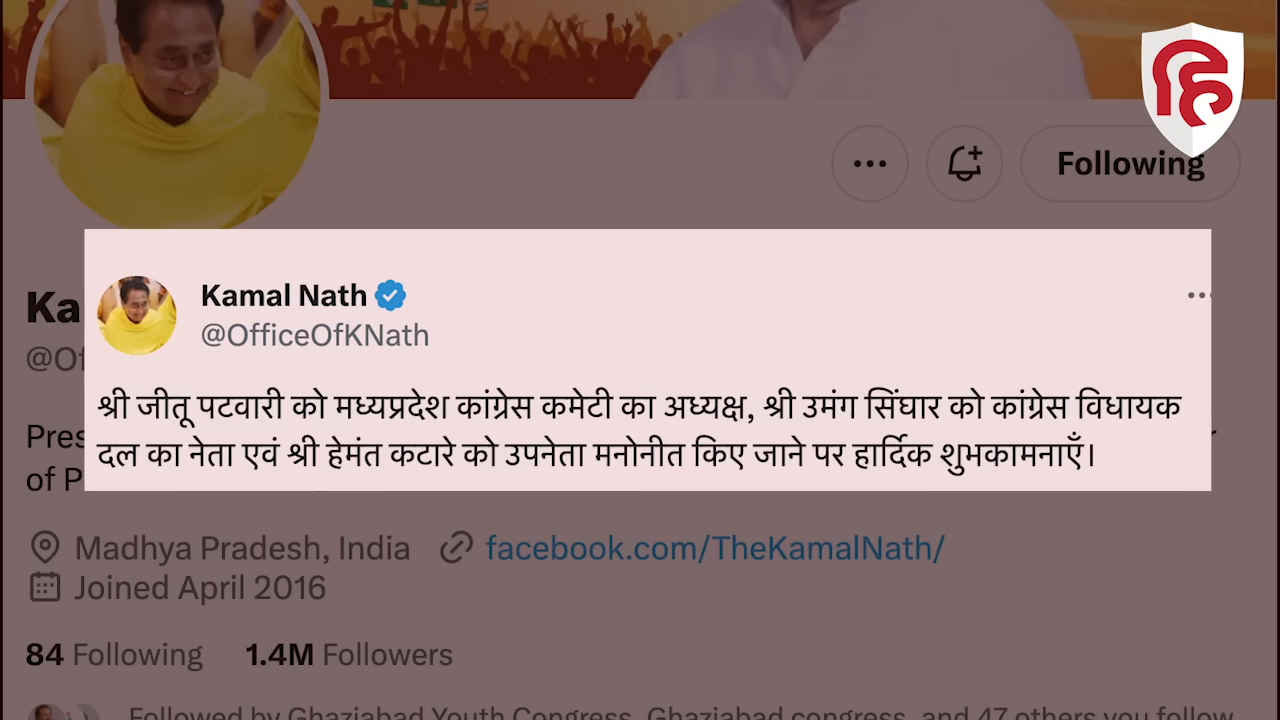 हि
Following
Kamal Nath
@OfficeOfKNath
श्री जीतू पटवारी को मध्यप्रदेश कांग्रेस कमेटी का अध्यक्ष, श्री उमंग सिंघार को कांग्रेस विधायक
दल का नेता एवं श्री हेमंत कटारे को उपनेता मनोनीत किए जाने पर हार्दिक शुभकामनाएँ।
Ka
@Of
Pres
of P
Madhya Pradesh, India facebook.com/TheKamalNath/
Joined April 2016
84 Following 1.4M Followers
Followed by Ghaziabad Youth Congress, Ghaziabad congress, and 47 others you follow